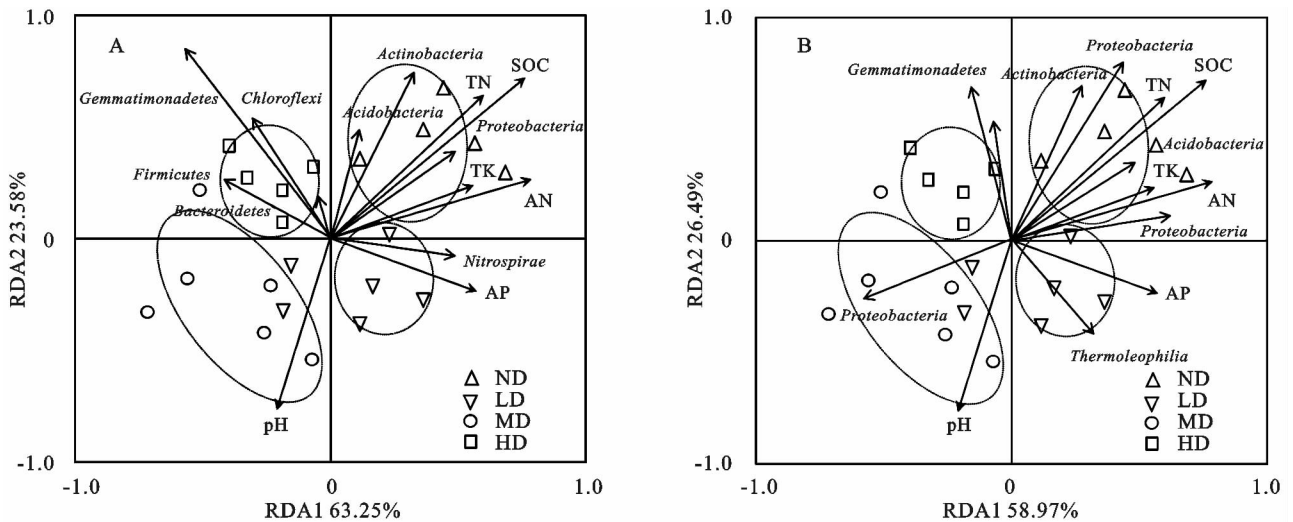 1.0
A
Actinobacteria
SOC
TN
Gemmatimonadetes
Chloroflexi
Acidobacteria
Proteobacteria
Firmicutes
TK
AN
Bacteroidetes
0
Nitrospirae
AP
pH
ND
LD
MD
HD
-1.0
-1.0
0
1.0
RDA1 63.25%
RDA2 23.58%
1.0
B
Proteobacteria
Gemmatimonadetes
Actinobacteria
TN
SOC
Acidobacteria
TK
AN
Proteobacteria
0
AP
Proteobacteria
Thermoleophilia
pH
ND
LD
MD
HD
-1.0
-1.0
0
1.0
RDA1 58.97%
RDA2 26.49%